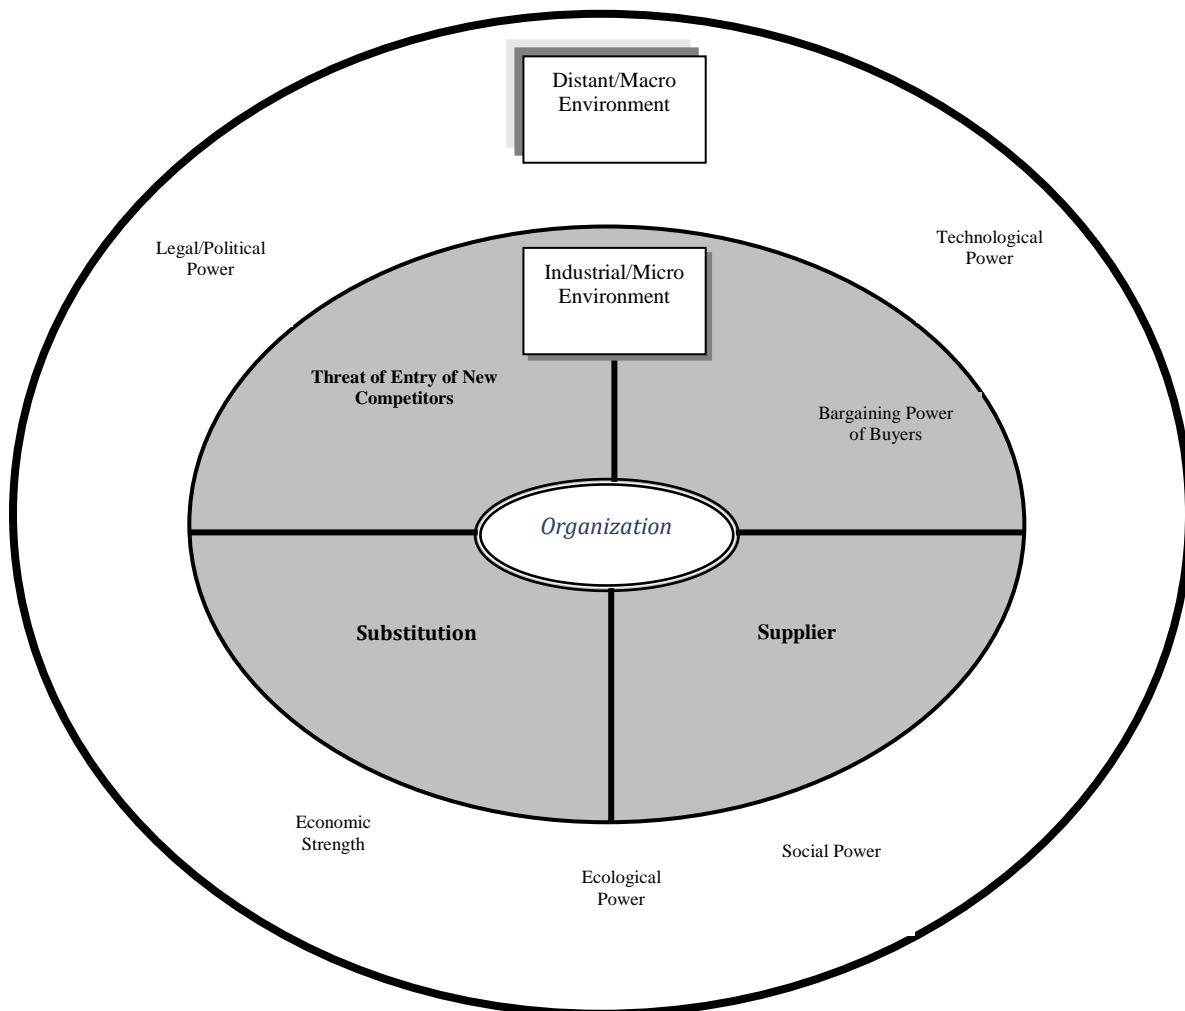 Distant/Macro
Environment
Legal/Political
Power
Technological
Power
Industrial/Micro
Environment
Threat of Entry of New
Competitors
Bargaining Power
of Buyers
Organization
Substitution
Supplier
Economic
Strength
Ecological
Power
Social Power